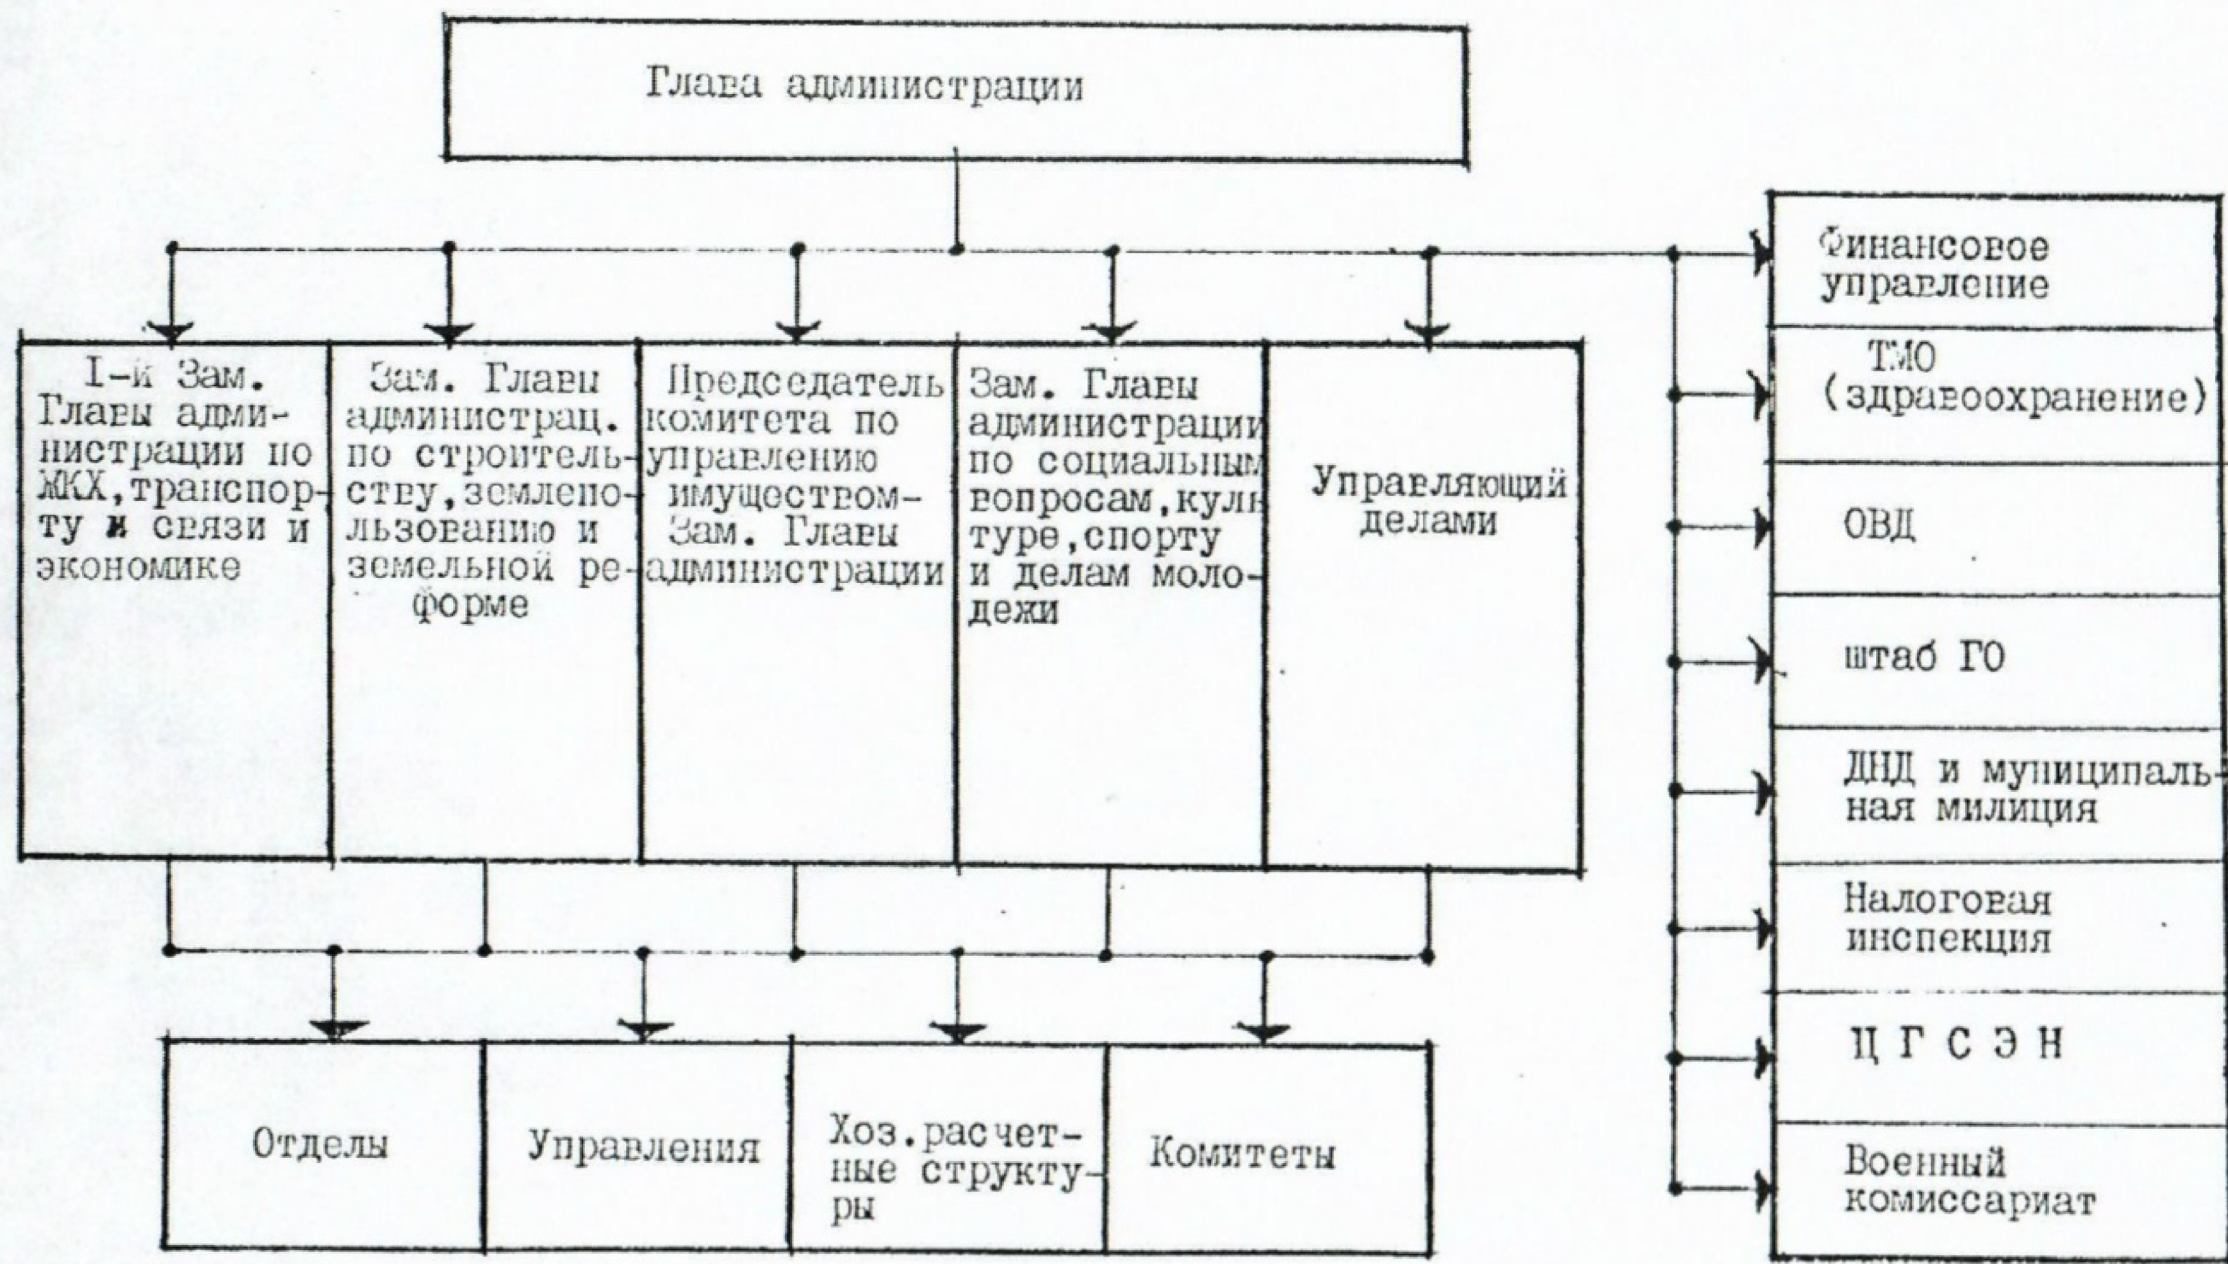 Глава администрации
I-й Зам.
Главы адми-
нистрации по
МКХ,транспор-
ту и связи и
экономике
Зам. Главы
администрац.
по строитель-
ству,землепо-
льзованию и
земельной ре-
форме
Председатель
комитета по
управлению
имуществом-
Зам. Главы
администрации
Зам. Главы
администрации
по социальным
вопросам,куль
туре,спорту
и делам моло-
дежи
Управляющий
делами
Отделы
Управления
Хоз.расчет-
ные структу-
ры
Комитеты
Финансовое
управление
ТМО
(здравоохранение)
ОВД
штаб ГО
ДНД и муниципаль-
ная милиция
Налоговая
инспекция
Ц Г С Э Н
Военный
комиссариат